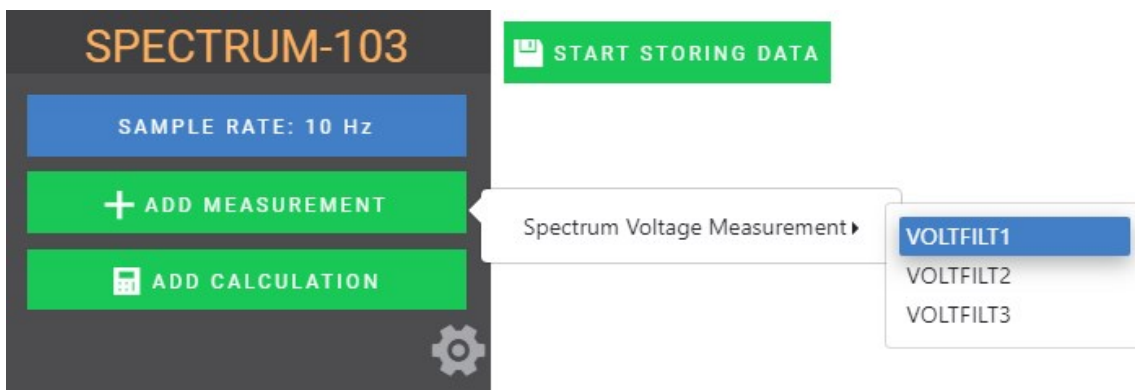 SPECTRUM-103
START STORING DATA
SAMPLE RATE: 10 Hz
ADD MEASUREMENT
Spectrum Voltage Measurement
VOLTFILT1
VOLTFILT2
VOLTFILT3
ADD CALCULATION